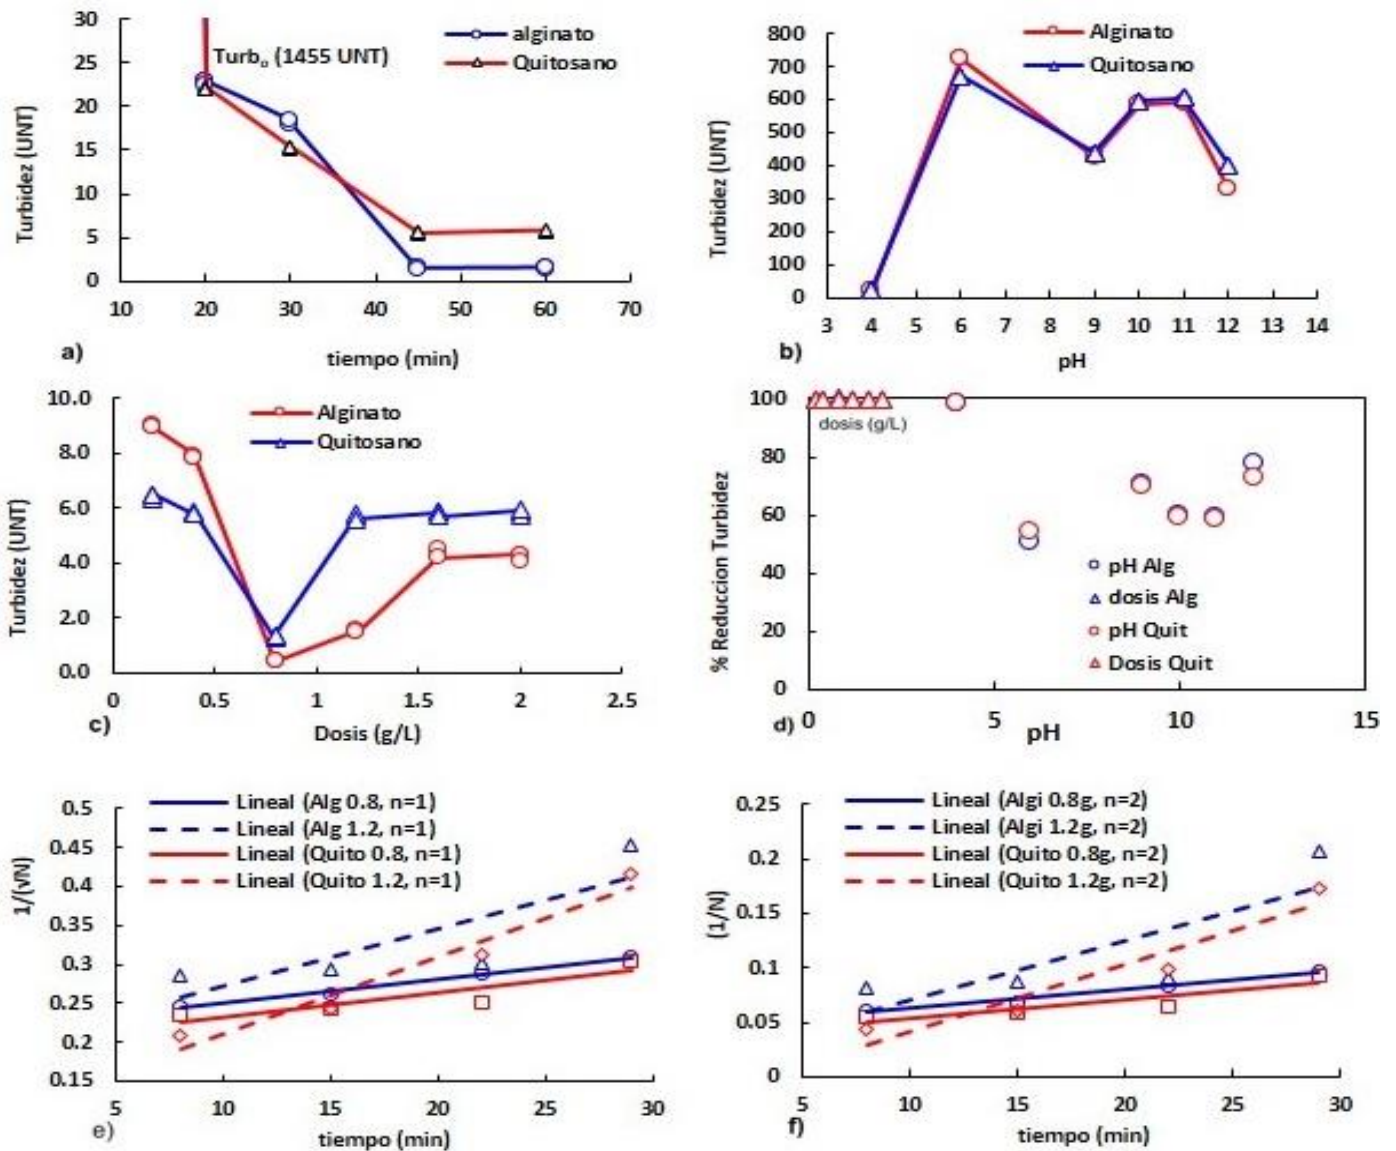 30
25
20
15
10
5
0
Turbidez (UNT)
Turbₒ (1455 UNT)
alginato
Quitosano
10 20 30 40 50 60 70
tiempo (min)
a)
800
700
600
500
400
300
200
100
0
Turbidez (UNT)
Alginato
Quitosano
3 4 5 6 7 8 9 10 11 12 13 14
pH
b)
10.0
8.0
6.0
4.0
2.0
0.0
Turbidez (UNT)
Alginato
Quitosano
0 0.5 1 1.5 2 2.5
Dosis (g/L)
c)
100
80
60
40
20
0
% Reduccion Turbidez
dosis (g/L)
pH Alg
dosis Alg
pH Quit
Dosis Quit
0 5 10 15
pH
d)
0.5
0.45
0.4
0.35
0.3
0.25
0.2
0.15
1/(√N)
Lineal (Alg 0.8, n=1)
Lineal (Alg 1.2, n=1)
Lineal (Quito 0.8, n=1)
Lineal (Quito 1.2, n=1)
5 10 15 20 25 30
tiempo (min)
e)
0.25
0.2
0.15
0.1
0.05
0
(1/N)
Lineal (Algi 0.8g, n=2)
Lineal (Algi 1.2g, n=2)
Lineal (Quito 0.8g, n=2)
Lineal (Quito 1.2g, n=2)
5 10 15 20 25 30
tiempo (min)
f)